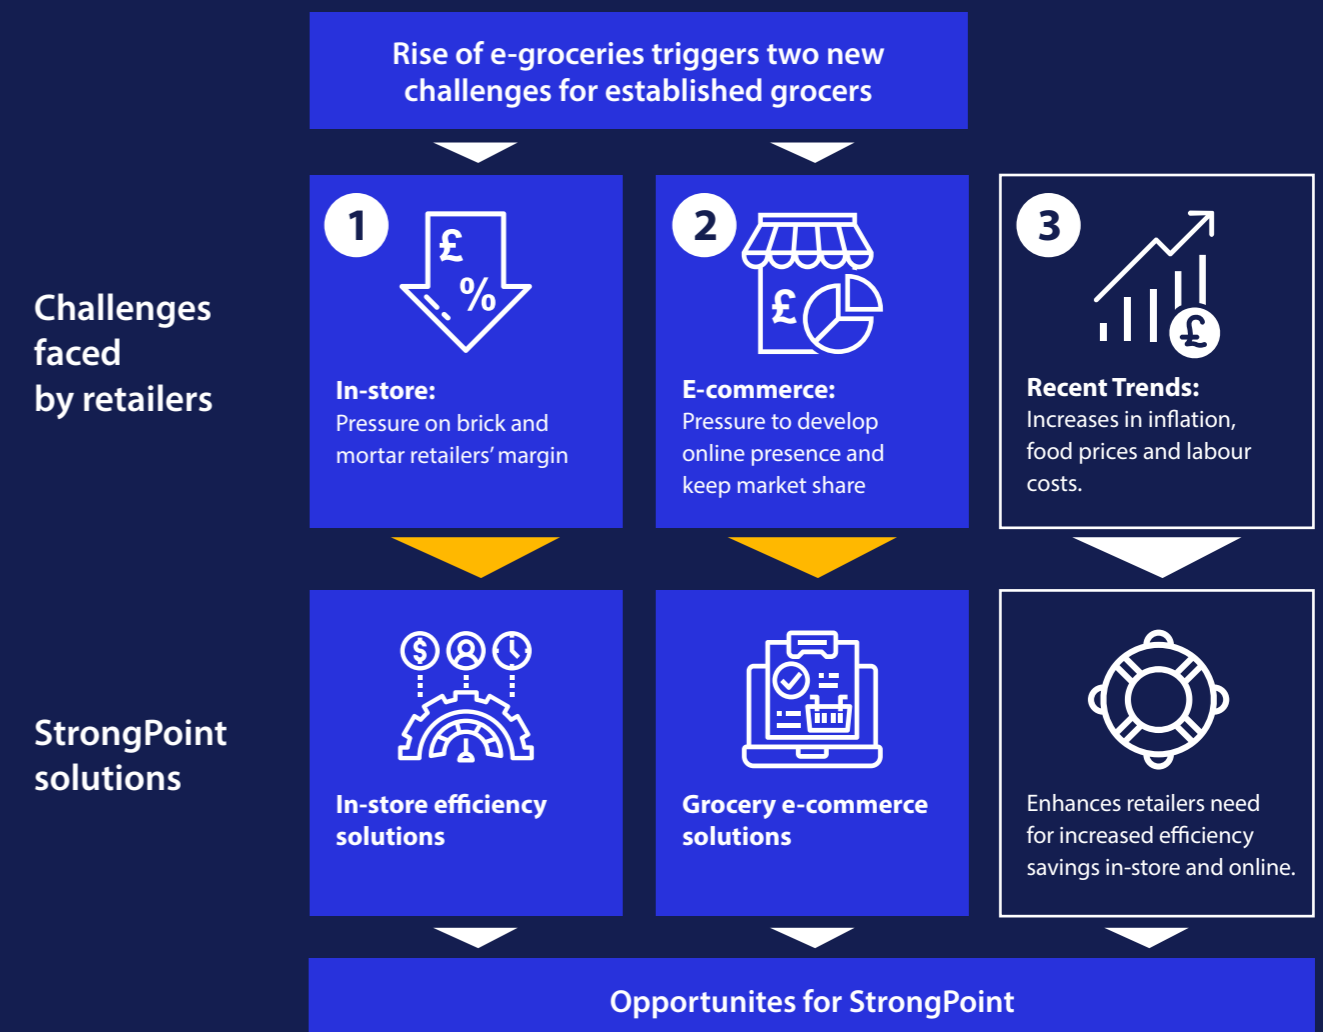 Rise of e-groceries triggers two new
challenges for established grocers
Challenges
faced
by retailers
1
£
%
In-store:
Pressure on brick and
mortar retailers’ margin
2
£
E-commerce:
Pressure to develop
online presence and
keep market share
3
£
Recent Trends:
Increases in inflation,
food prices and labour
costs.
StrongPoint
solutions
$
In-store efficiency
solutions
Grocery e-commerce
solutions
Enhances retailers need
for increased efficiency
savings in-store and online.
Opportunites for StrongPoint